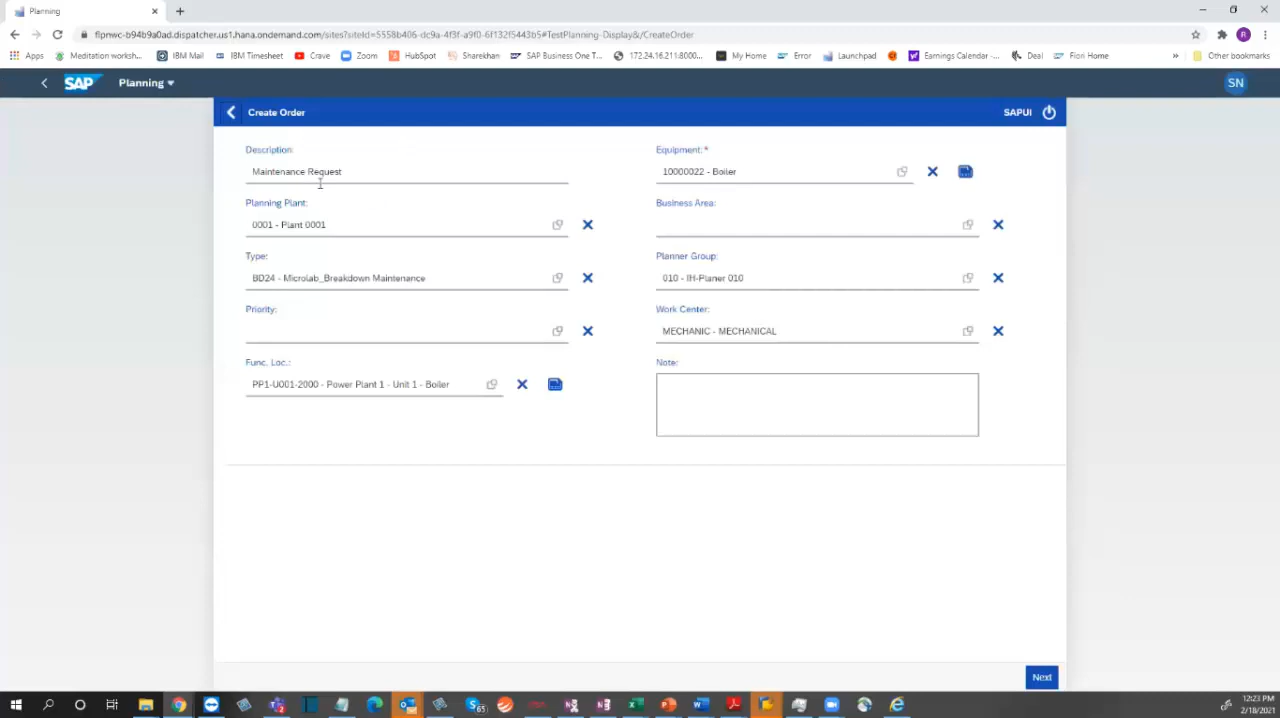 Planning
flpnwc-b94b9a0ad.dispatcher.us1.hana.ondemand.com/sites?siteId=5558b406-dc9a-4f3f-a9f0-6f132f5443b5#TestPlanning-Display&/CreateOrder
Apps
Meditation worksh...
IBM Mail
IBM Timesheet
Crave
Zoom
HubSpot
Sharekhan
SAP Business One T...
172.24.16.211:8000...
My Home
Error
Launchpad
Earnings Calendar -...
Deal
Fiori Home
»
Other bookmarks
SAP
Planning
SN
Create Order
SAPUI
Description:
Maintenance Request
Equipment:*
10000022 - Boiler
Planning Plant:
0001 - Plant 0001
Business Area:
Type:
BD24 - Microlab_Breakdown Maintenance
Planner Group:
010 - IH-Planer 010
Priority:
Work Center:
MECHANIC - MECHANICAL
Func. Loc.:
PP1-U001-2000 - Power Plant 1 - Unit 1 - Boiler
Note:
Next
65
12:23 PM
2/18/2021